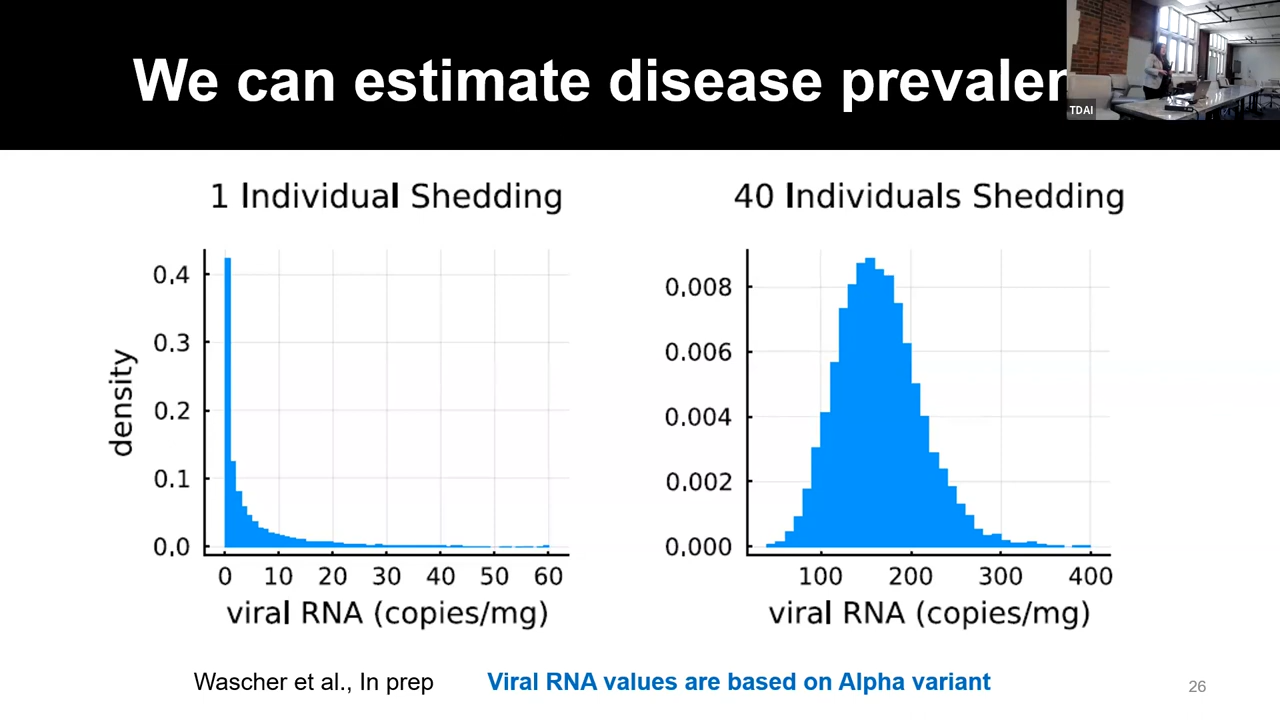 We can estimate disease prevalen
TDAI
1 Individual Shedding
40 Individuals Shedding
density
0.4
0.3
0.2
0.1
0.0
0 10 20 30 40 50 60
viral RNA (copies/mg)
0.008
0.006
0.004
0.002
0.000
100 200 300 400
viral RNA (copies/mg)
Wascher et al., In prep
Viral RNA values are based on Alpha variant
26